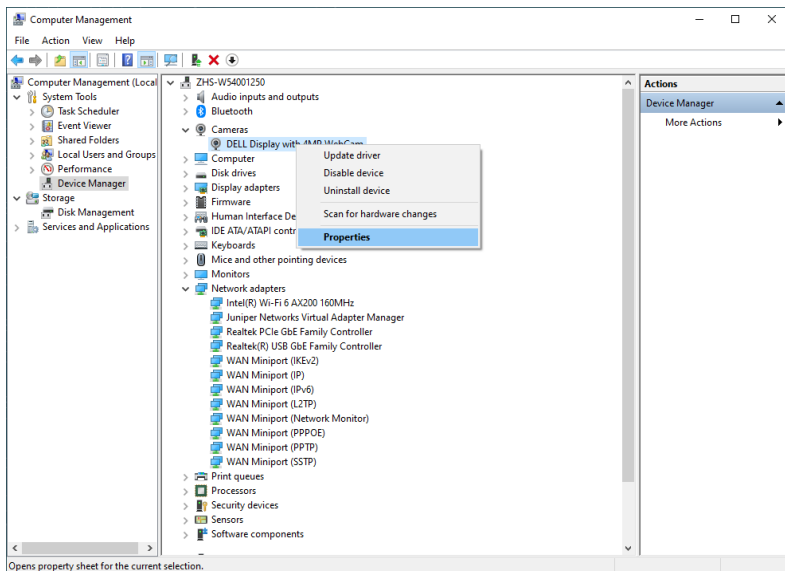 Computer Management
File Action View Help
Computer Management (Local
System Tools
Task Scheduler
Event Viewer
Shared Folders
Local Users and Groups
Performance
Device Manager
Storage
Disk Management
Services and Applications
ZHS-W54001250
Audio inputs and outputs
Bluetooth
Cameras
DELL Display with 4MP WebCam
Computer
Disk drives
Display adapters
Firmware
Human Interface De
IDE ATA/ATAPI contr
Keyboards
Mice and other pointing devices
Monitors
Network adapters
Intel(R) Wi-Fi 6 AX200 160MHz
Juniper Networks Virtual Adapter Manager
Realtek PCIe GbE Family Controller
Realtek(R) USB GbE Family Controller
WAN Miniport (IKEv2)
WAN Miniport (IP)
WAN Miniport (IPv6)
WAN Miniport (L2TP)
WAN Miniport (Network Monitor)
WAN Miniport (PPPOE)
WAN Miniport (PPTP)
WAN Miniport (SSTP)
Print queues
Processors
Security devices
Sensors
Software components
Update driver
Disable device
Uninstall device
Scan for hardware changes
Properties
Actions
Device Manager
More Actions
Opens property sheet for the current selection.